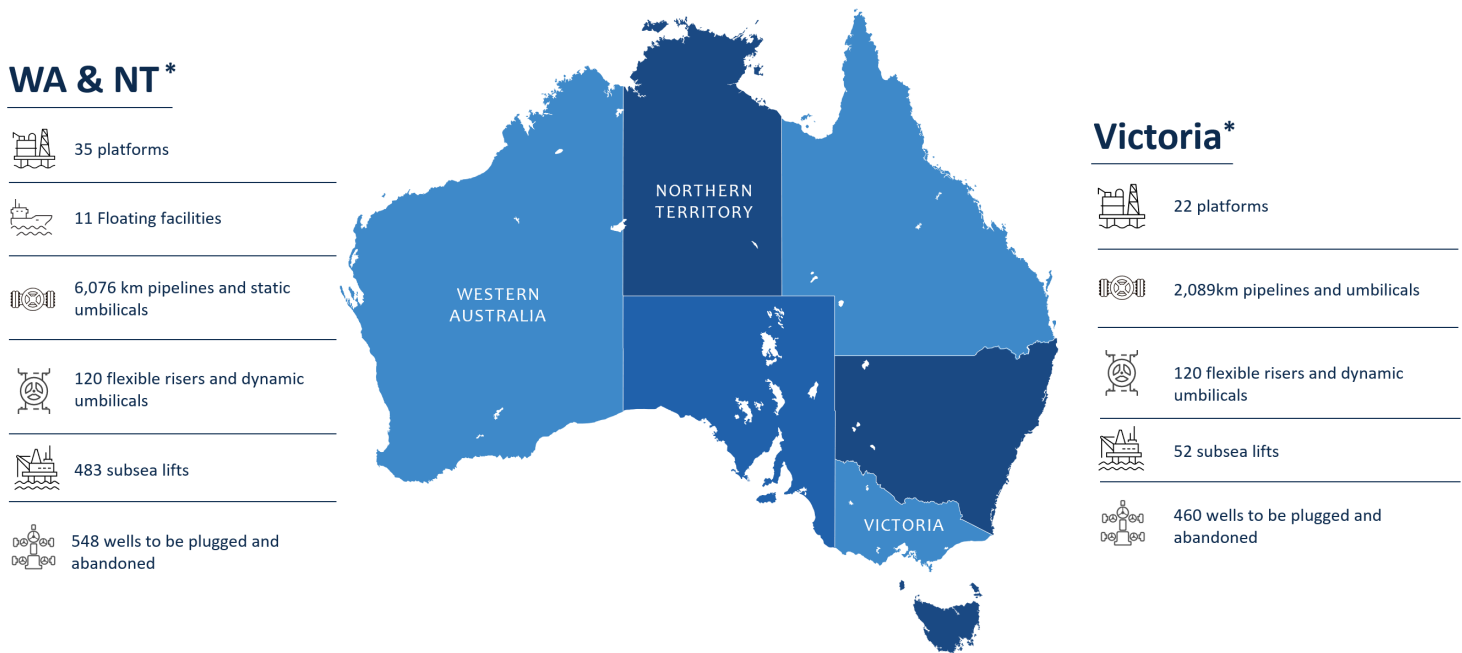 WA & NT*
35 platforms
11 Floating facilities
6,076 km pipelines and static
umbilicals
120 flexible risers and dynamic
umbilicals
483 subsea lifts
548 wells to be plugged and
abandoned
NORTHERN
TERRITORY
WESTERN
AUSTRALIA
VICTORIA
Victoria*
22 platforms
2,089km pipelines and umbilicals
120 flexible risers and dynamic
umbilicals
52 subsea lifts
460 wells to be plugged and
abandoned